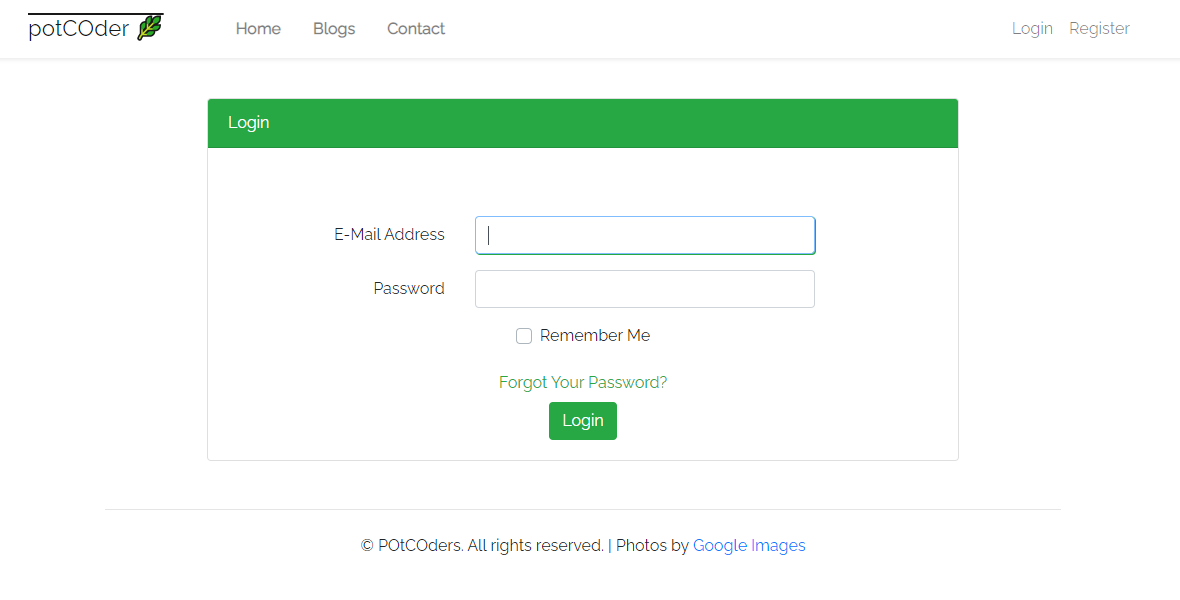 potCOder Home Blogs Contact Login Register
Login
E-Mail Address
Password
Remember Me
Forgot Your Password?
Login
© POtCOders. All rights reserved. | Photos by Google Images